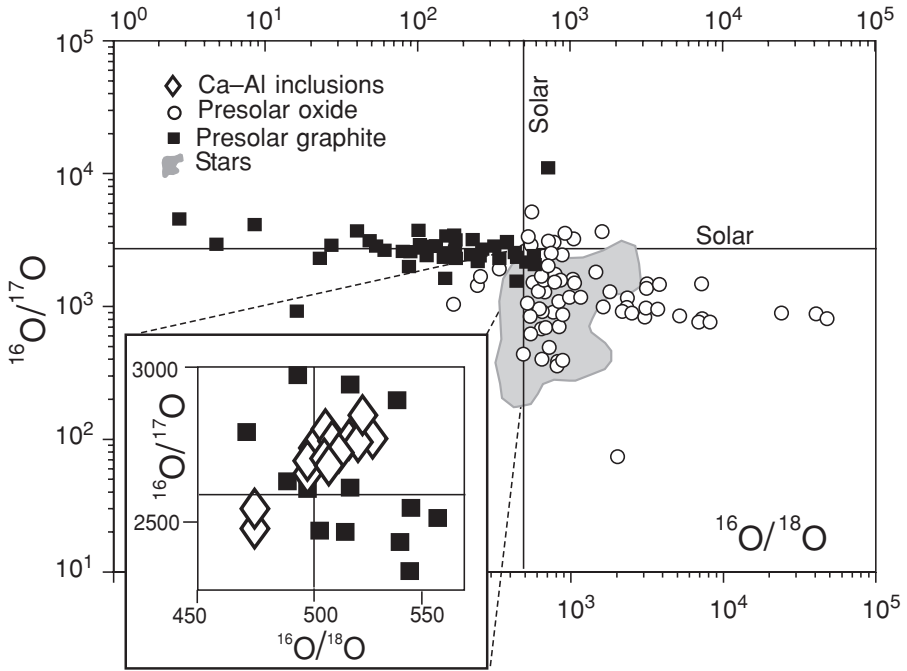 10^0 10^1 10^2 10^3 10^4 10^5
10^5
10^4
10^3
10^2
10^1
^16O/^17O
Ca–Al inclusions
Presolar oxide
Presolar graphite
Stars
Solar
Solar
^16O/^18O
10^3 10^4 10^5
3000
2500
^16O/^17O
450 500 550
^16O/^18O